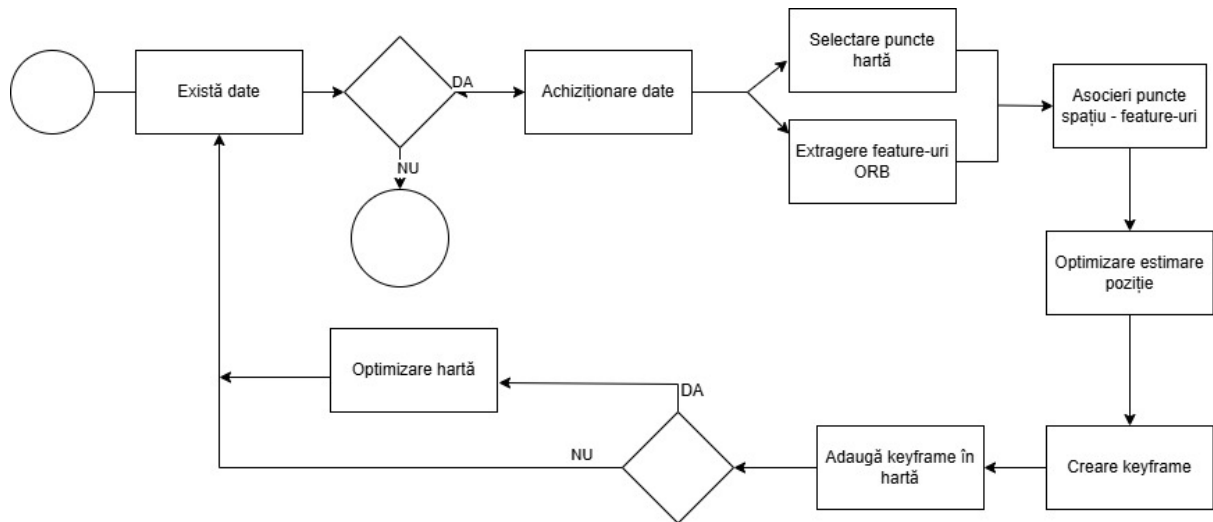 Există date
DA
NU
Achiziționare date
Selectare puncte
hartă
Extragere feature-uri
ORB
Asocieri puncte
spațiu - feature-uri
Optimizare estimare
poziție
Creare keyframe
Adaugă keyframe în
hartă
DA
NU
Optimizare hartă